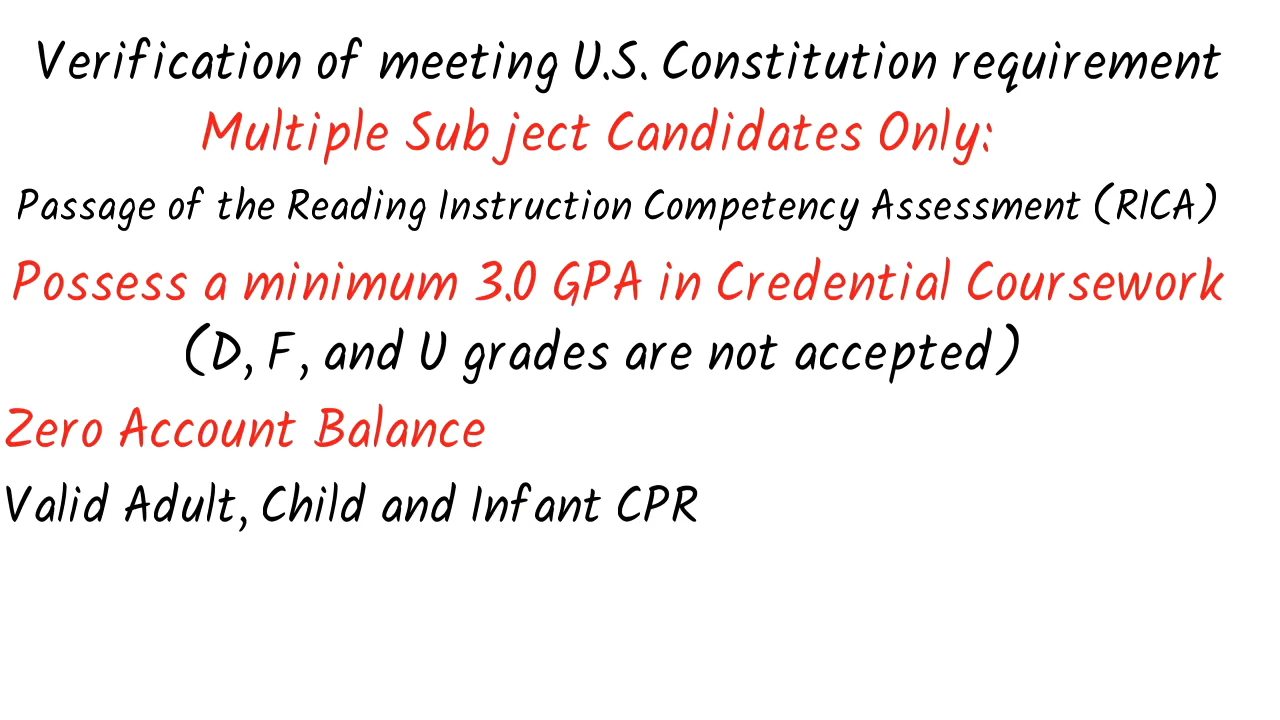 Verification of meeting U.S. Constitution requirement
Multiple Subject Candidates Only:
Passage of the Reading Instruction Competency Assessment (RICA)
Possess a minimum 3.0 GPA in Credential Coursework
(D, F, and U grades are not accepted)
Zero Account Balance
Valid Adult, Child and Infant CPR